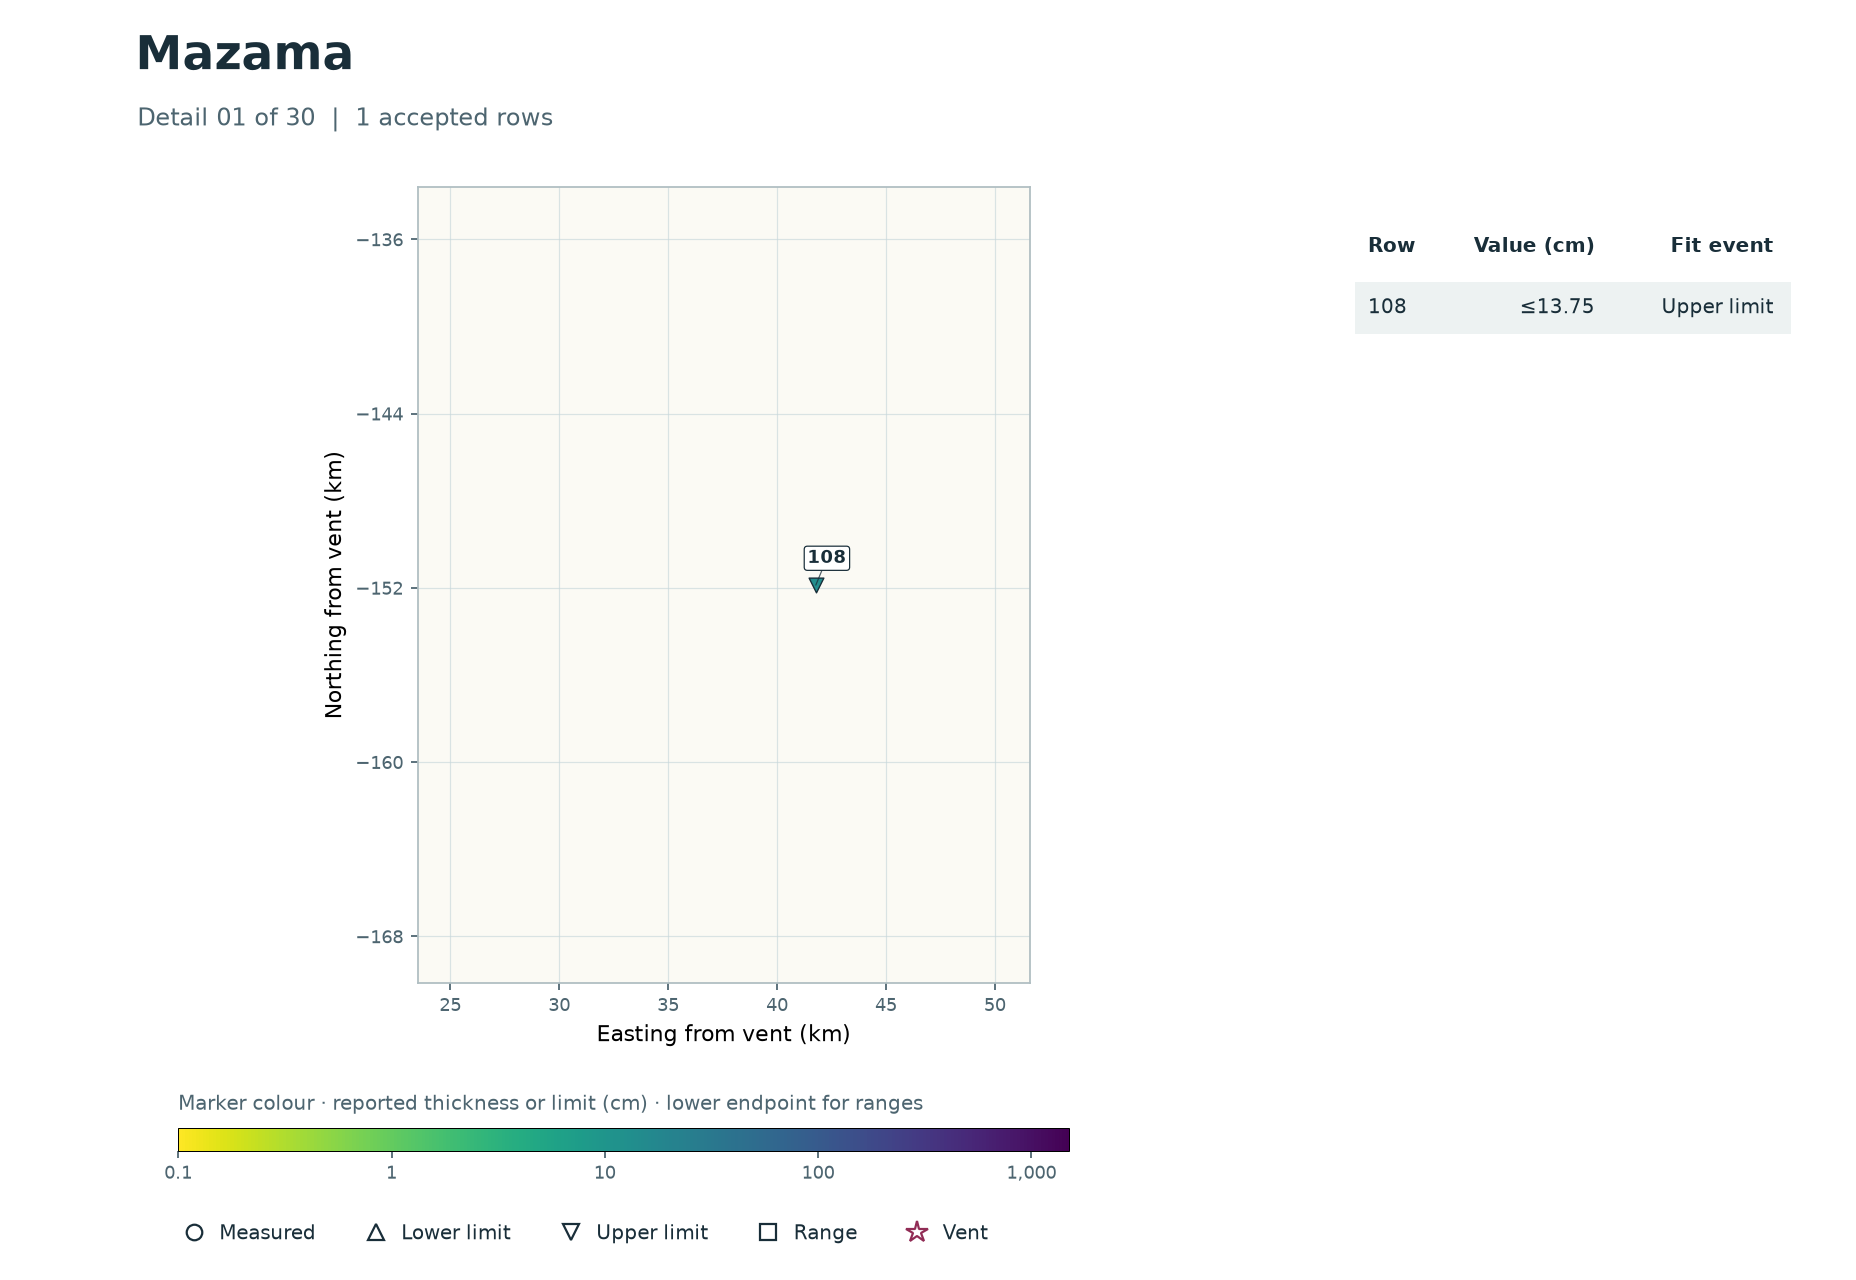 Mazama
Detail 01 of 30 | 1 accepted rows
Row Value (cm) Fit event
108 ≤13.75 Upper limit
Northing from vent (km)
−136
−144
−152
−160
−168
108
25 30 35 40 45 50
Easting from vent (km)
Marker colour · reported thickness or limit (cm) · lower endpoint for ranges
0.1 1 10 100 1,000
Measured Lower limit Upper limit Range Vent